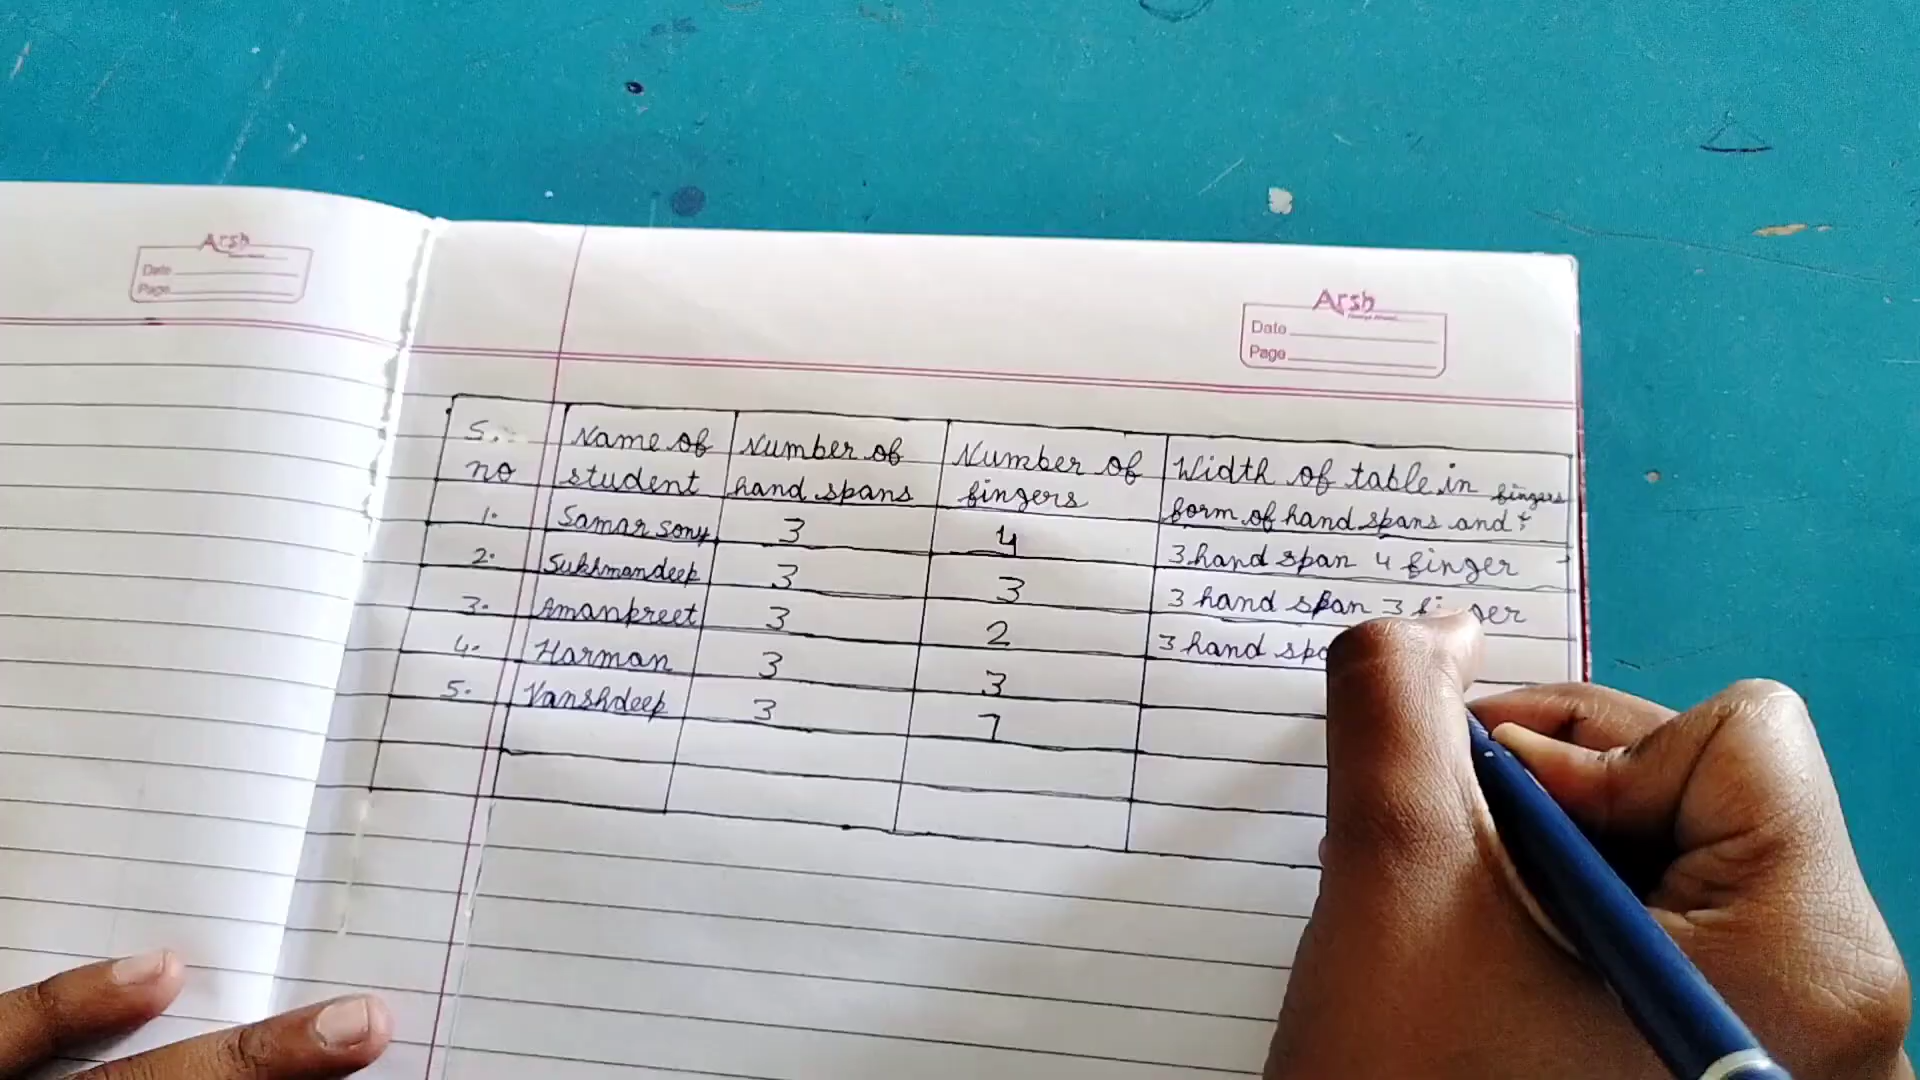 Arsh
Date
Page
Arsh
Date
Page
S. no Name of student Number of hand spans Number of fingers Width of table in form of hand spans and fingers
1. Samar sony 3 4 3 hand span 4 finger
2. Sukhmandeep 3 3 3 hand span 3 finger
3. Amanpreet 3 2 3 hand
4. Harman 3 3
5. Vanshdeep 3 7